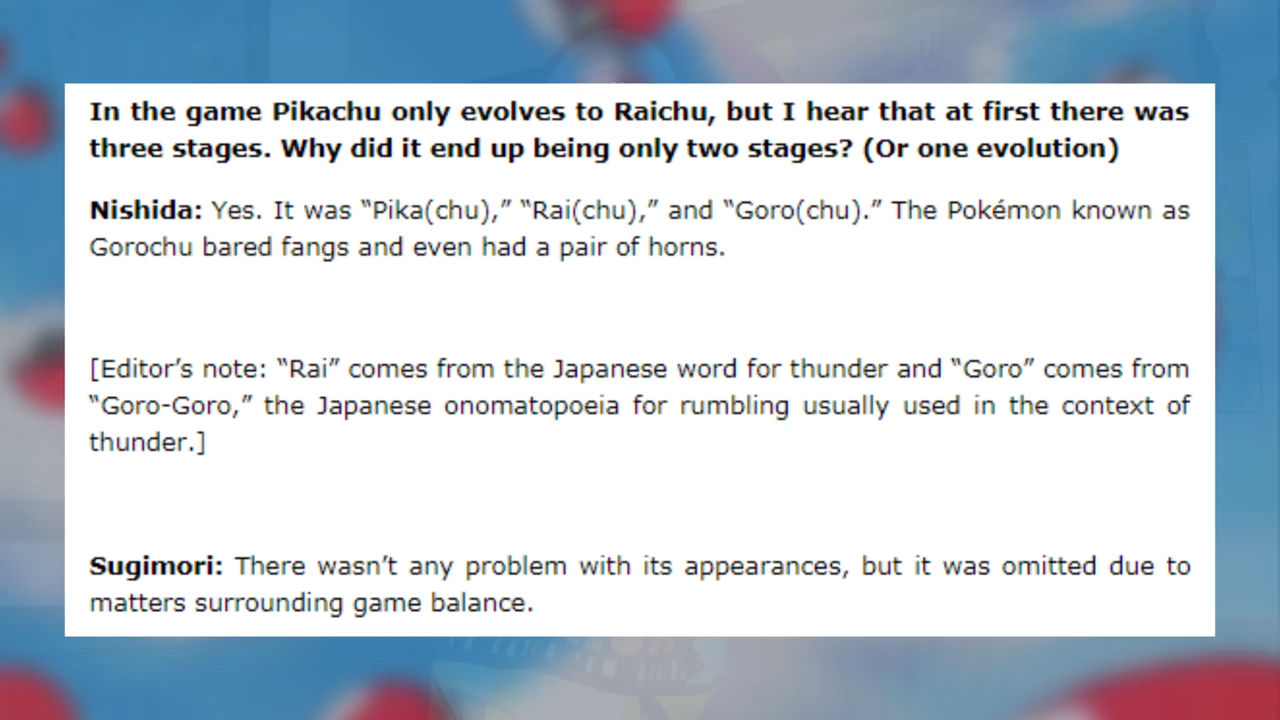 In the game Pikachu only evolves to Raichu, but I hear that at first there was
three stages. Why did it end up being only two stages? (Or one evolution)
Nishida: Yes. It was “Pika(chu),” “Rai(chu),” and “Goro(chu).” The Pokémon known as
Gorochu bared fangs and even had a pair of horns.
[Editor’s note: “Rai” comes from the Japanese word for thunder and “Goro” comes from
“Goro-Goro,” the Japanese onomatopoeia for rumbling usually used in the context of
thunder.]
Sugimori: There wasn’t any problem with its appearances, but it was omitted due to
matters surrounding game balance.